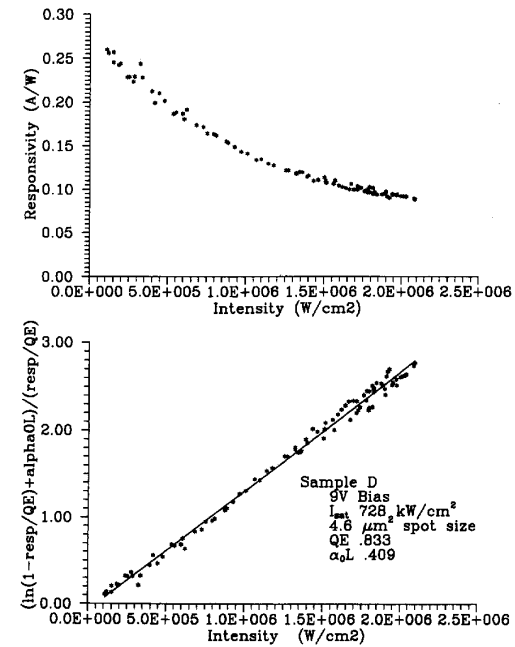 0.30
0.25
0.20
0.15
0.10
0.05
0.00
Responsivity (A/W)
0.0E+000 5.0E+005 1.0E+006 1.5E+006 2.0E+006 2.5E+006
Intensity (W/cm2)
3.00
2.00
1.00
0.00
(ln(1-resp/QE)+alpha0L)/(resp/QE)
Sample D
9V Bias
Isat 728 kW/cm²
4.6 μm² spot size
QE .833
α₀L .409
0.0E+000 5.0E+005 1.0E+006 1.5E+006 2.0E+006 2.5E+006
Intensity (W/cm2)